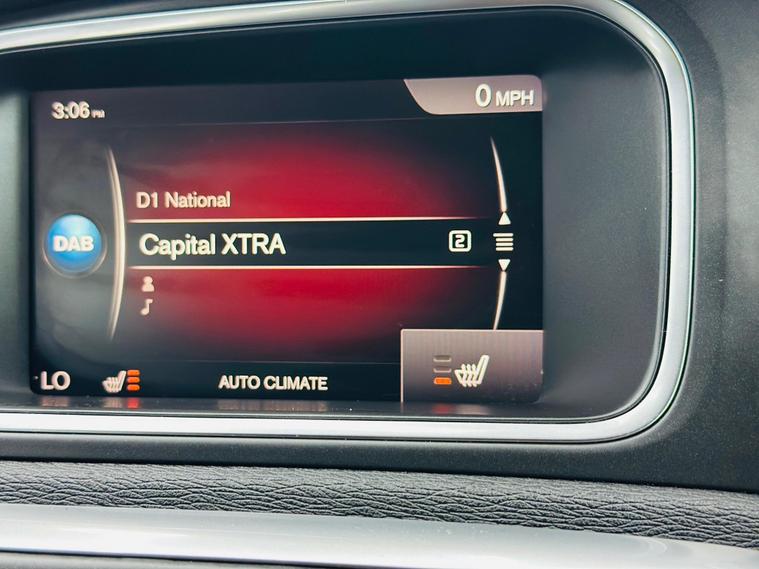 3:06 PM
0 MPH
D1 National
DAB
Capital XTRA
2
LO
AUTO CLIMATE